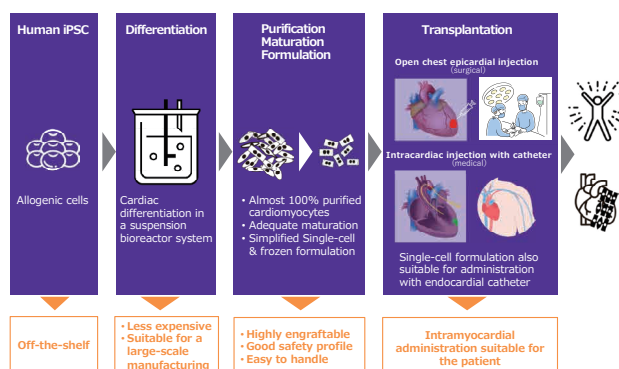 Human iPSC
Allogenic cells
Off-the-shelf
Differentiation
Cardiac
differentiation in
a suspension
bioreactor system
・Less expensive
・Suitable for a
large-scale
manufacturing
Purification
Maturation
Formulation
• Almost 100% purified
cardiomyocytes
• Adequate maturation
• Simplified Single-cell
& frozen formulation
・Highly engraftable
・Good safety profile
・Easy to handle
Transplantation
Open chest epicardial injection
(surgical)
Intracardiac injection with catheter
(medical)
Single-cell formulation also
suitable for administration
with endocardial catheter
Intramyocardial
administration suitable for
the patient